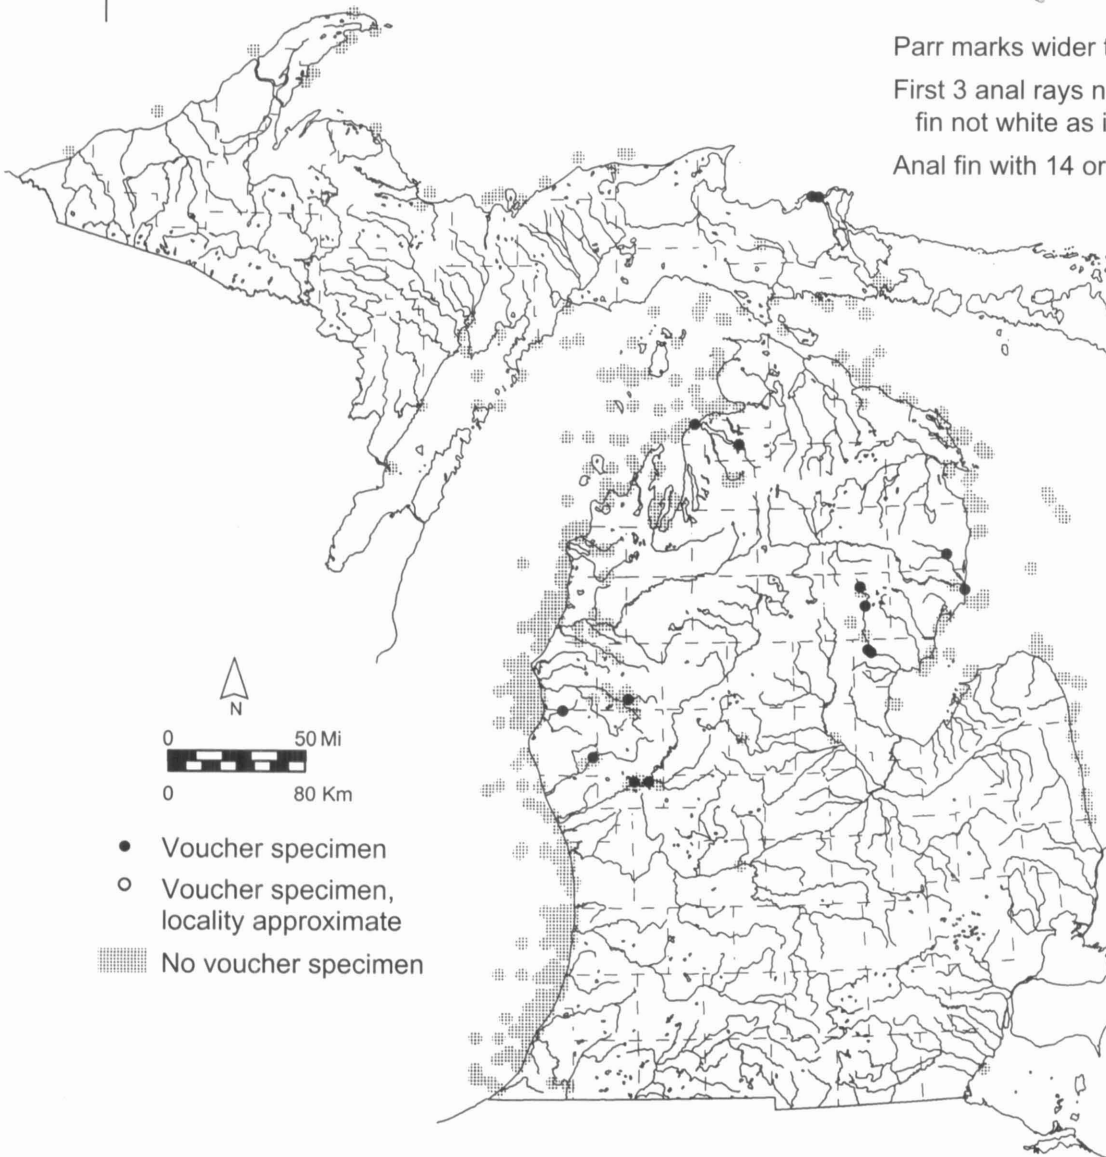 Parr marks wider
First 3 anal rays
fin not white as
Anal fin with 14 or
N
0 50 Mi
0 80 Km
Voucher specimen
Voucher specimen,
locality approximate
No voucher specimen